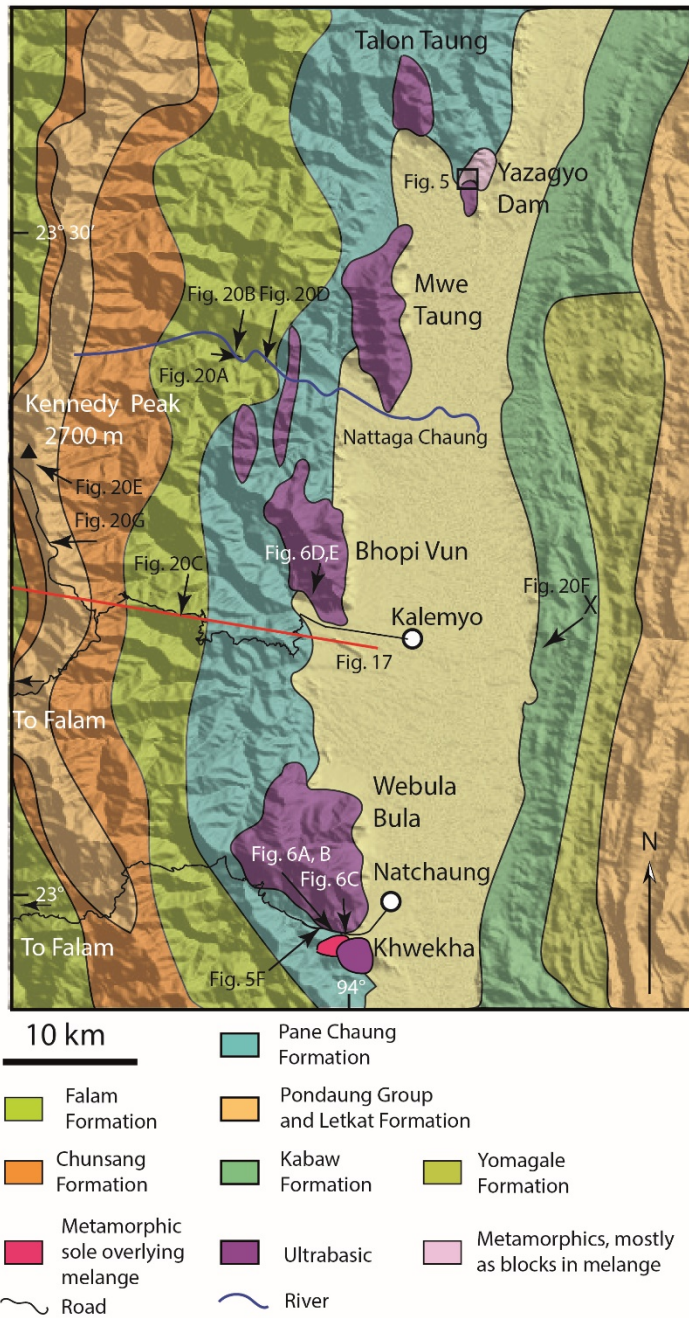 Talon Taung
Fig. 5
Yazagyo
Dam
23° 30’
Mwe
Taung
Fig. 20B
Fig. 20D
Fig. 20A
Kennedy Peak
2700 m
Nattaga Chaung
Fig. 20E
Fig. 20G
Fig. 20C
Fig. 6D,E
Bhopi Vun
Fig. 20F
X
Kalemyo
Fig. 17
To Falam
Webula
Bula
Fig. 6A, B
Fig. 6C
Natchaung
N
23°
To Falam
Fig. 5F
Khwekha
94°
10 km
Pane Chaung
Formation
Falam
Formation
Pondaung Group
and Letkat Formation
Chunsang
Formation
Kabaw
Formation
Yomagale
Formation
Metamorphic
sole overlying
melange
Ultrabasic
Metamorphics, mostly
as blocks in melange
Road
River